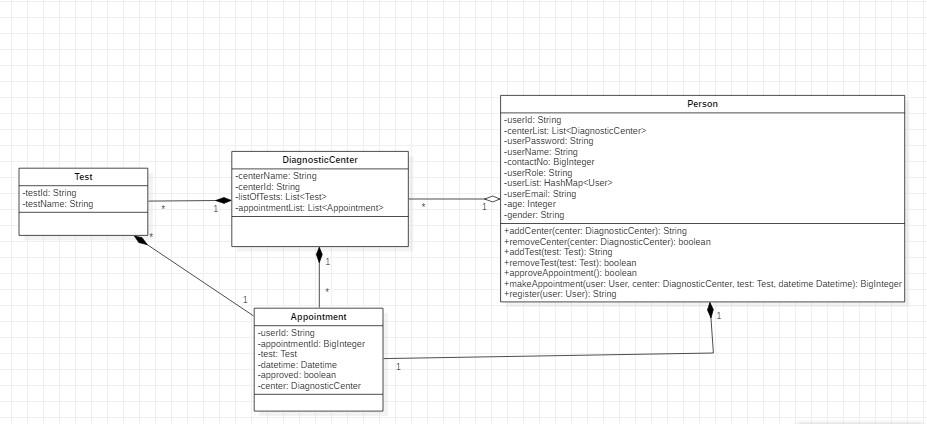 Person
-userId: String
-centerList: List<DiagnosticCenter>
-userPassword: String
-userName: String
-contactNo: BigInteger
-userRole: String
-userList: HashMap<User>
-userEmail: String
-age: Integer
-gender: String
+addCenter(center: DiagnosticCenter): String
+removeCenter(center: DiagnosticCenter): boolean
+addTest(test: Test): String
+removeTest(test: Test): boolean
+approveAppointment(): boolean
+makeAppointment(user: User, center: DiagnosticCenter, test: Test, datetime Datetime): BigInteger
+register(user: User): String
DiagnosticCenter
-centerName: String
-centerId: String
-listOfTests: List<Test>
-appointmentList: List<Appointment>
Test
-testId: String
-testName: String
*
1
*
1
*
1
*
1
1
1
Appointment
-userId: String
-appointmentId: BigInteger
-test: Test
-datetime: Datetime
-approved: boolean
-center: DiagnosticCenter